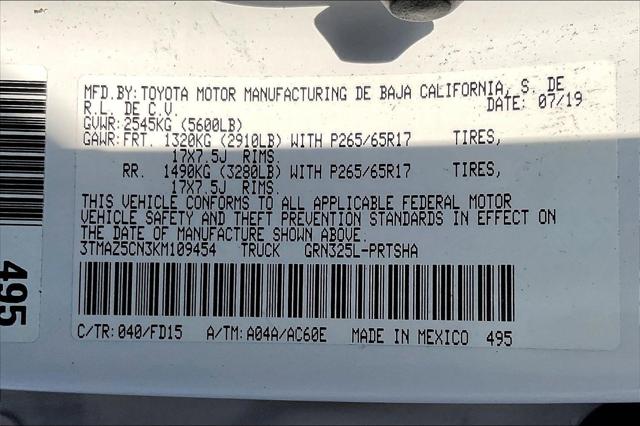 MFD.BY:TOYOTA MOTOR MANUFACTURING DE BAJA CALIFORNIA, S. DE
R.L. DE C.V. DATE: 07/19
GVWR:2545KG (5600LB)
GAWR:FRT. 1320KG (2910LB) WITH P265/65R17 TIRES,
17X7.5J RIMS.
RR. 1490KG (3280LB) WITH P265/65R17 TIRES,
17X7.5J RIMS.
THIS VEHICLE CONFORMS TO ALL APPLICABLE FEDERAL MOTOR
VEHICLE SAFETY AND THEFT PREVENTION STANDARDS IN EFFECT ON
THE DATE OF MANUFACTURE SHOWN ABOVE.
3TMAZ5CN3KM109454 TRUCK GRN325L-PRTSHA
C/TR: 040/FD15 A/TM: A04A/AC60E MADE IN MEXICO 495
495